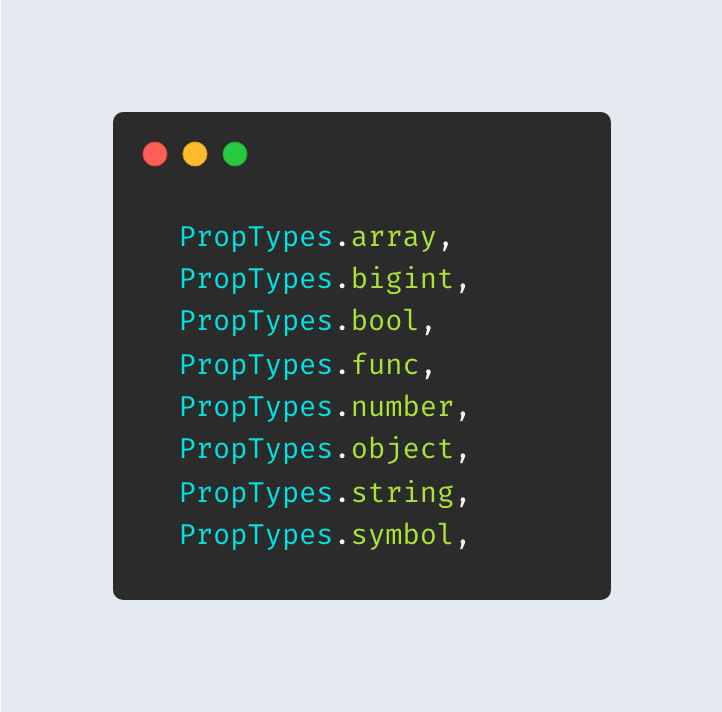 PropTypes.array,
PropTypes.bigint,
PropTypes.bool,
PropTypes.func,
PropTypes.number,
PropTypes.object,
PropTypes.string,
PropTypes.symbol,